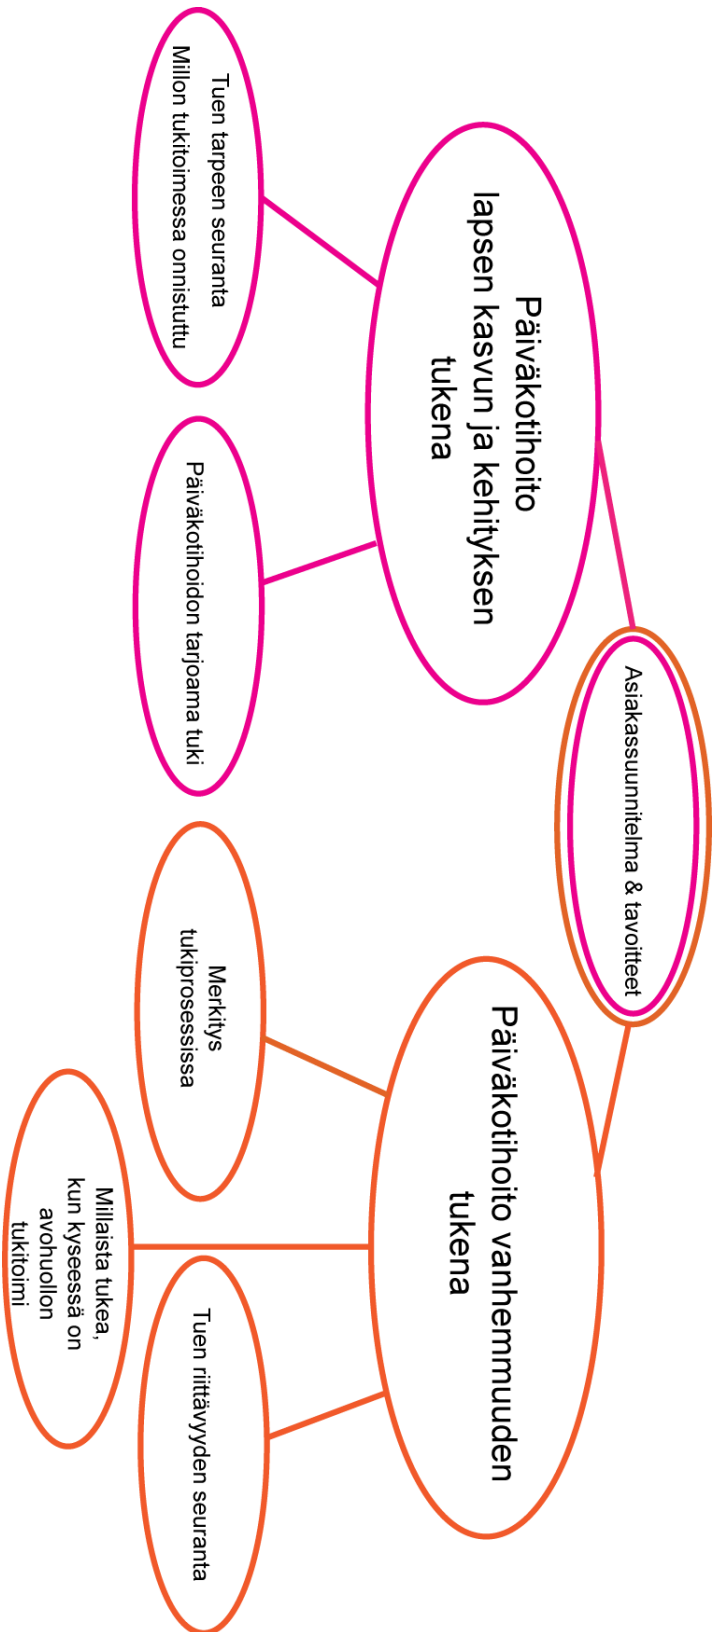 Asiakassuunnitelma & tavoitteet
Päiväkotihoito
lapsen kasvun ja kehityksen
tukena
Päiväkotihoito vanhemmuuden
tukena
Tuen tarpeen seuranta
Millon tukitoimessa onnistuttu
Päiväkotihoidon tarjoama tuki
Merkitys
tukiprosessissa
Tuen riittävyyden seuranta
Millaista tukea,
kun kyseessä on
avohuollon
tukitoimi